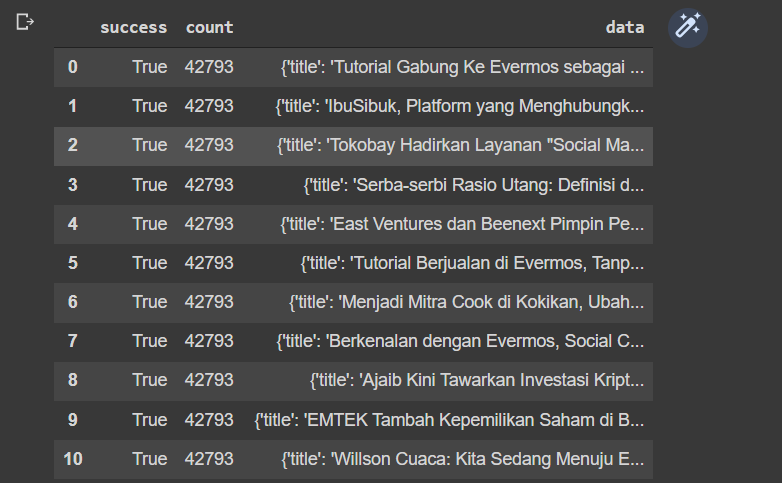 success count data
0 True 42793 {'title': 'Tutorial Gabung Ke Evermos sebagai ...
1 True 42793 {'title': 'IbuSibuk, Platform yang Menghubungk...
2 True 42793 {'title': 'Tokobay Hadirkan Layanan "Social Ma...
3 True 42793 {'title': 'Serba-serbi Rasio Utang: Definisi d...
4 True 42793 {'title': 'East Ventures dan Beenext Pimpin Pe...
5 True 42793 {'title': 'Tutorial Berjualan di Evermos, Tanp...
6 True 42793 {'title': 'Menjadi Mitra Cook di Kokikan, Ubah...
7 True 42793 {'title': 'Berkenalan dengan Evermos, Social C...
8 True 42793 {'title': 'Ajaib Kini Tawarkan Investasi Kript...
9 True 42793 {'title': 'EMTEK Tambah Kepemilikan Saham di B...
10 True 42793 {'title': 'Willson Cuaca: Kita Sedang Menuju E...